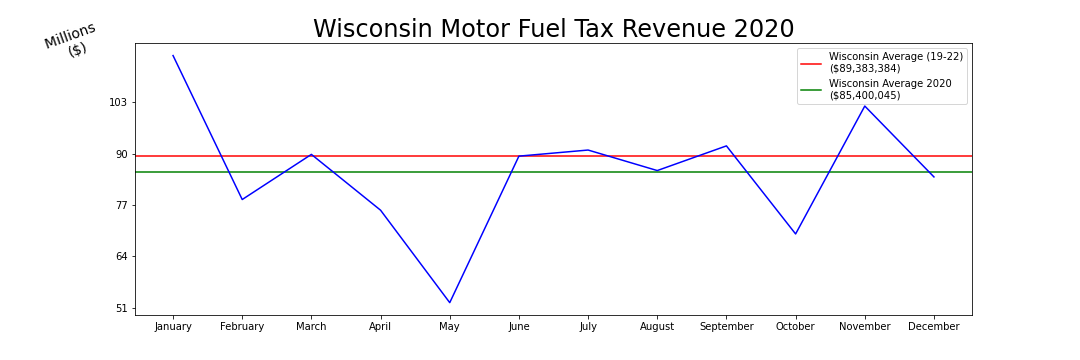 Wisconsin Motor Fuel Tax Revenue 2020
Millions
($)
Wisconsin Average (19-22)
($89,383,384)
Wisconsin Average 2020
($85,400,045)
103
90
77
64
51
January February March April May June July August September October November December